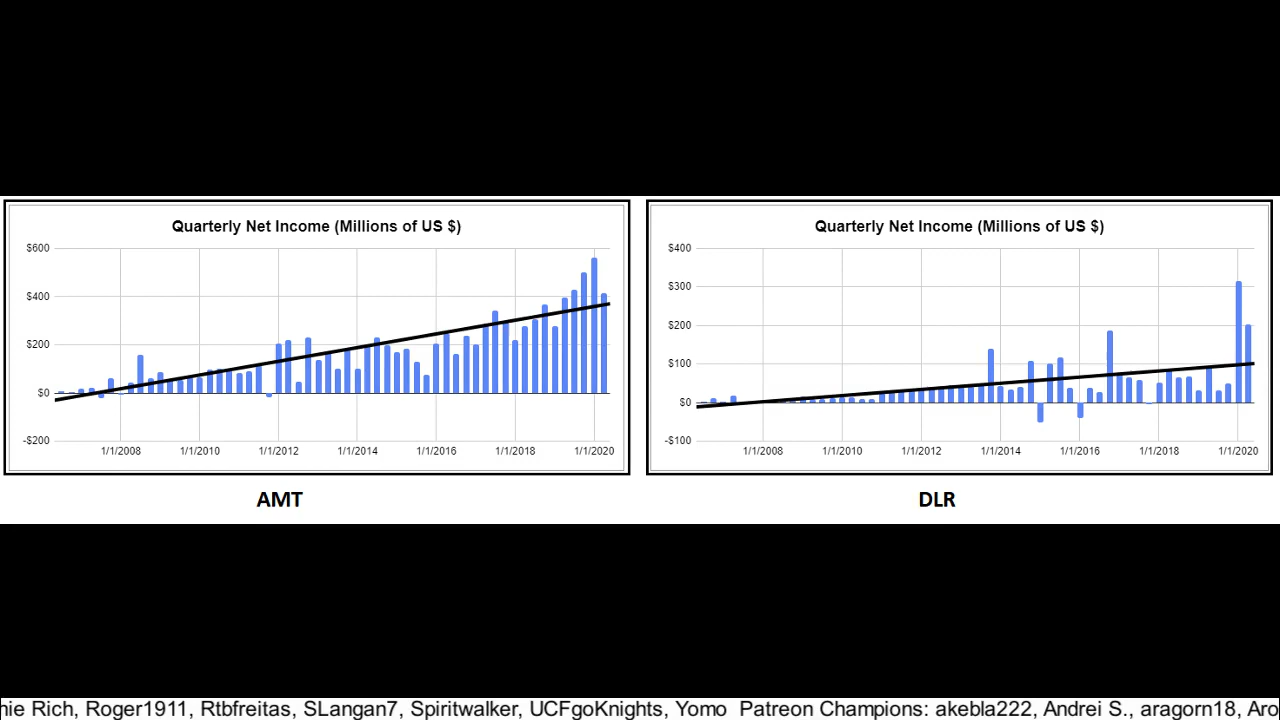 Quarterly Net Income (Millions of US $)
$600
$400
$200
$0
-$200
1/1/2008 1/1/2010 1/1/2012 1/1/2014 1/1/2016 1/1/2018 1/1/2020
AMT
Quarterly Net Income (Millions of US $)
$400
$300
$200
$100
$0
-$100
1/1/2008 1/1/2010 1/1/2012 1/1/2014 1/1/2016 1/1/2018 1/1/2020
DLR
nie Rich, Roger1911, Rtbfreitas, SLangan7, Spiritwalker, UCFgoKnights, Yomo Patreon Champions: akebla222, Andrei S., aragorn18, Aro